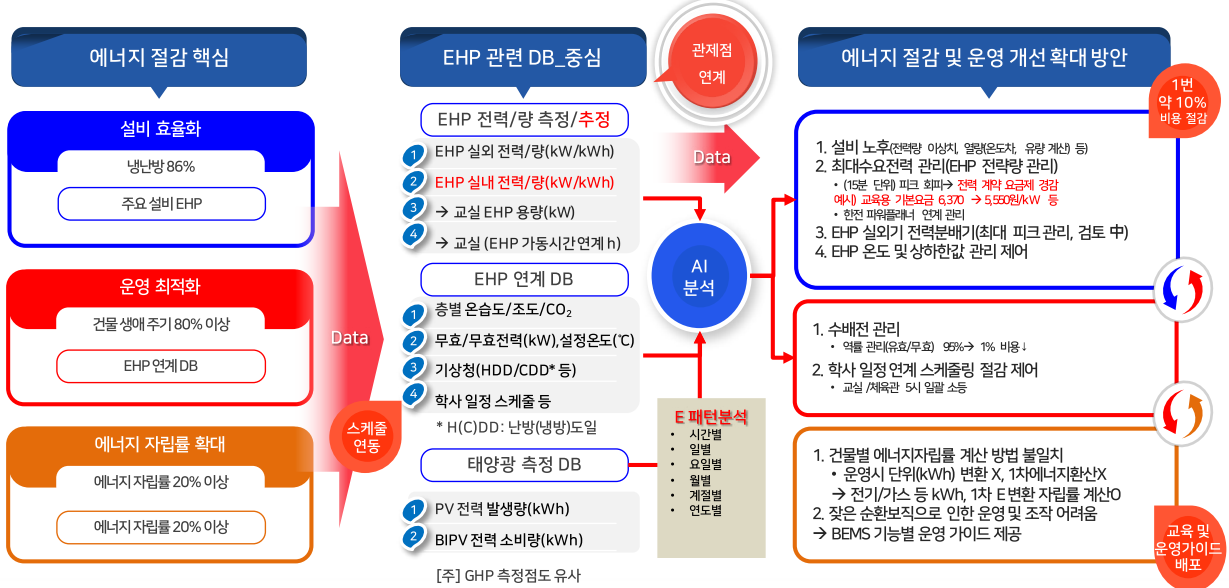 에너지 절감 핵심
설비 효율화
냉난방 86%
주요 설비 EHP
운영 최적화
건물 생애 주기 80% 이상
EHP 연계 DB
에너지 자립률 확대
에너지 자립률 20% 이상
에너지 자립률 20% 이상
Data
스케줄
연동
EHP 관련 DB_중심
관제점
연계
EHP 전력/량 측정/추정
1 EHP 실외 전력/량(kW/kWh)
2 EHP 실내 전력/량(kW/kWh)
3 → 교실 EHP 용량(kW)
4 → 교실 (EHP 가동시간 연계 h)
EHP 연계 DB
1 층별 온습도/조도/CO₂
2 무효/무효전력(kW),설정온도(℃)
3 기상청(HDD/CDD* 등)
4 학사 일정 스케줄 등
* H(C)DD: 난방(냉방)도일
태양광 측정 DB
1 PV 전력 발생량(kWh)
2 BIPV 전력 소비량(kWh)
[주] GHP 측정점도 유사
Data
AI
분석
E 패턴분석
• 시간별
• 일별
• 요일별
• 월별
• 계절별
• 연도별
에너지 절감 및 운영 개선 확대 방안
1번
약 10%
비용 절감
1. 설비 노후(전력량 이상치, 열량(온도차, 유량 계산) 등)
2. 최대수요전력 관리(EHP 전략량 관리)
• (15분 단위) 피크 회피→ 전력 계약 요금제 경감
예시) 교육용 기본요금 6,370 → 5,550원/kW 등
• 한전 파워플래너 연계 관리
3. EHP 실외기 전력분배기(최대 피크 관리, 검토 中)
4. EHP 온도 및 상하한값 관리 제어
1. 수배전 관리
• 역률 관리(유효/무효) 95%→ 1% 비용↓
2. 학사 일정 연계 스케줄링 절감 제어
• 교실 /체육관 5시 일괄 소등
1. 건물별 에너지자립률 계산 방법 불일치
• 운영시 단위(kWh) 변환 X, 1차에너지환산X
→ 전기/가스 등 kWh, 1차 E 변환 자립률 계산O
2. 잦은 순환보직으로 인한 운영 및 조작 어려움
→ BEMS 기능별 운영 가이드 제공
교육 및
운영가이드
배포